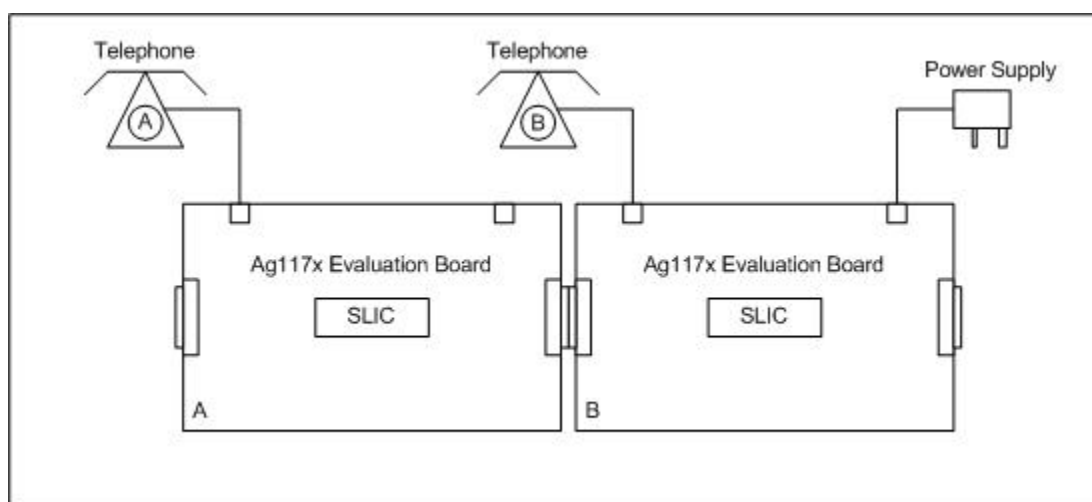 Telephone
Telephone
Power Supply
A
B
Ag117x Evaluation Board
Ag117x Evaluation Board
SLIC
SLIC
A
B